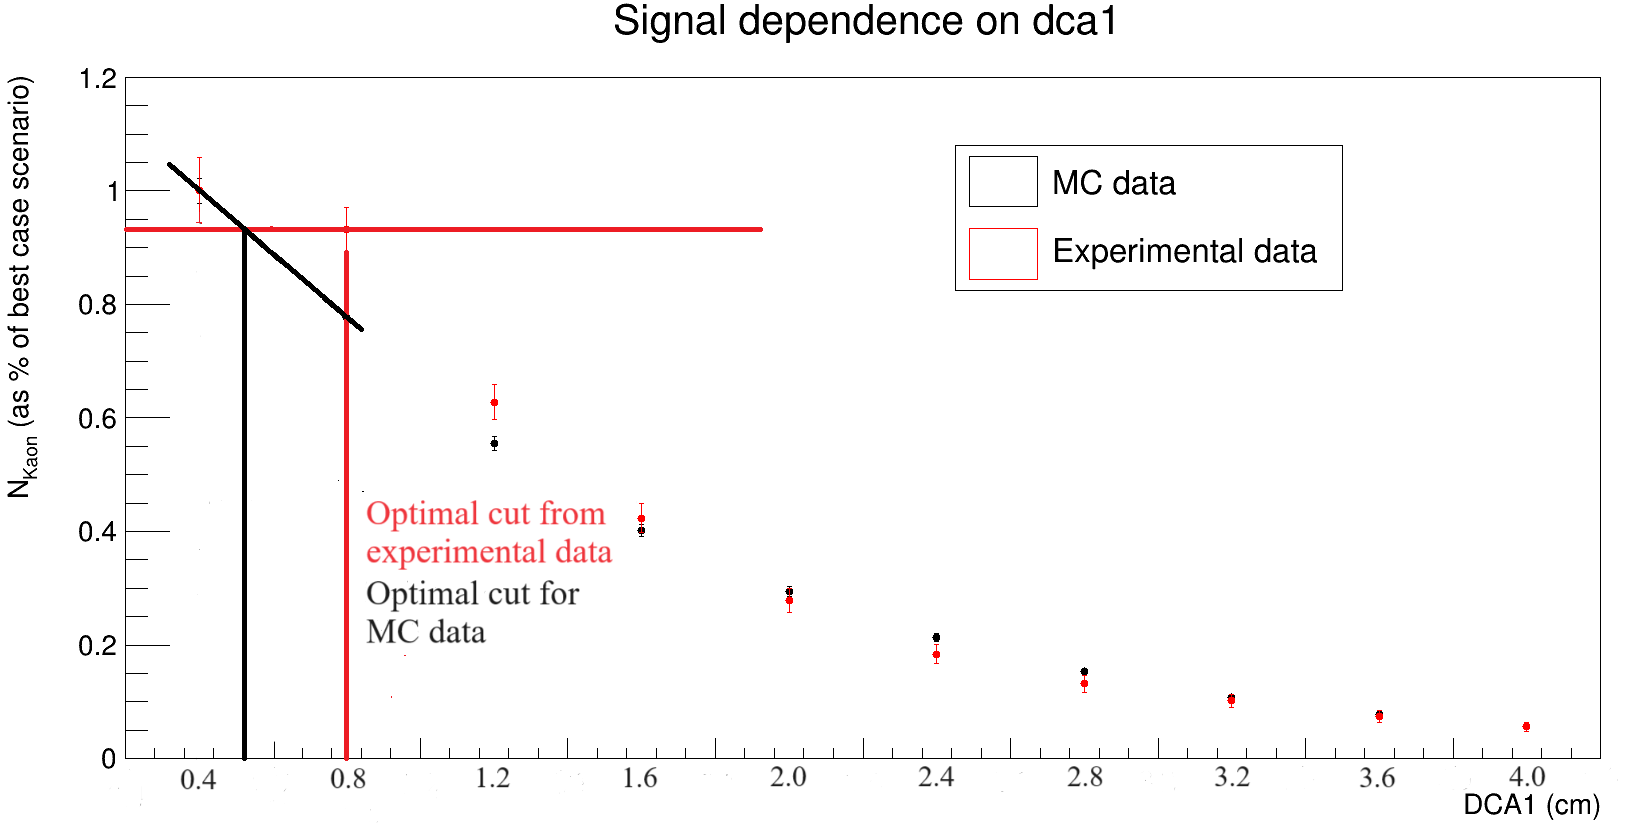 Signal dependence on dca1
N_Kaon (as % of best case scenario)
1.2
1
0.8
0.6
0.4
0.2
0
MC data
Experimental data
Optimal cut from
experimental data
Optimal cut for
MC data
0.4 0.8 1.2 1.6 2.0 2.4 2.8 3.2 3.6 4.0
DCA1 (cm)